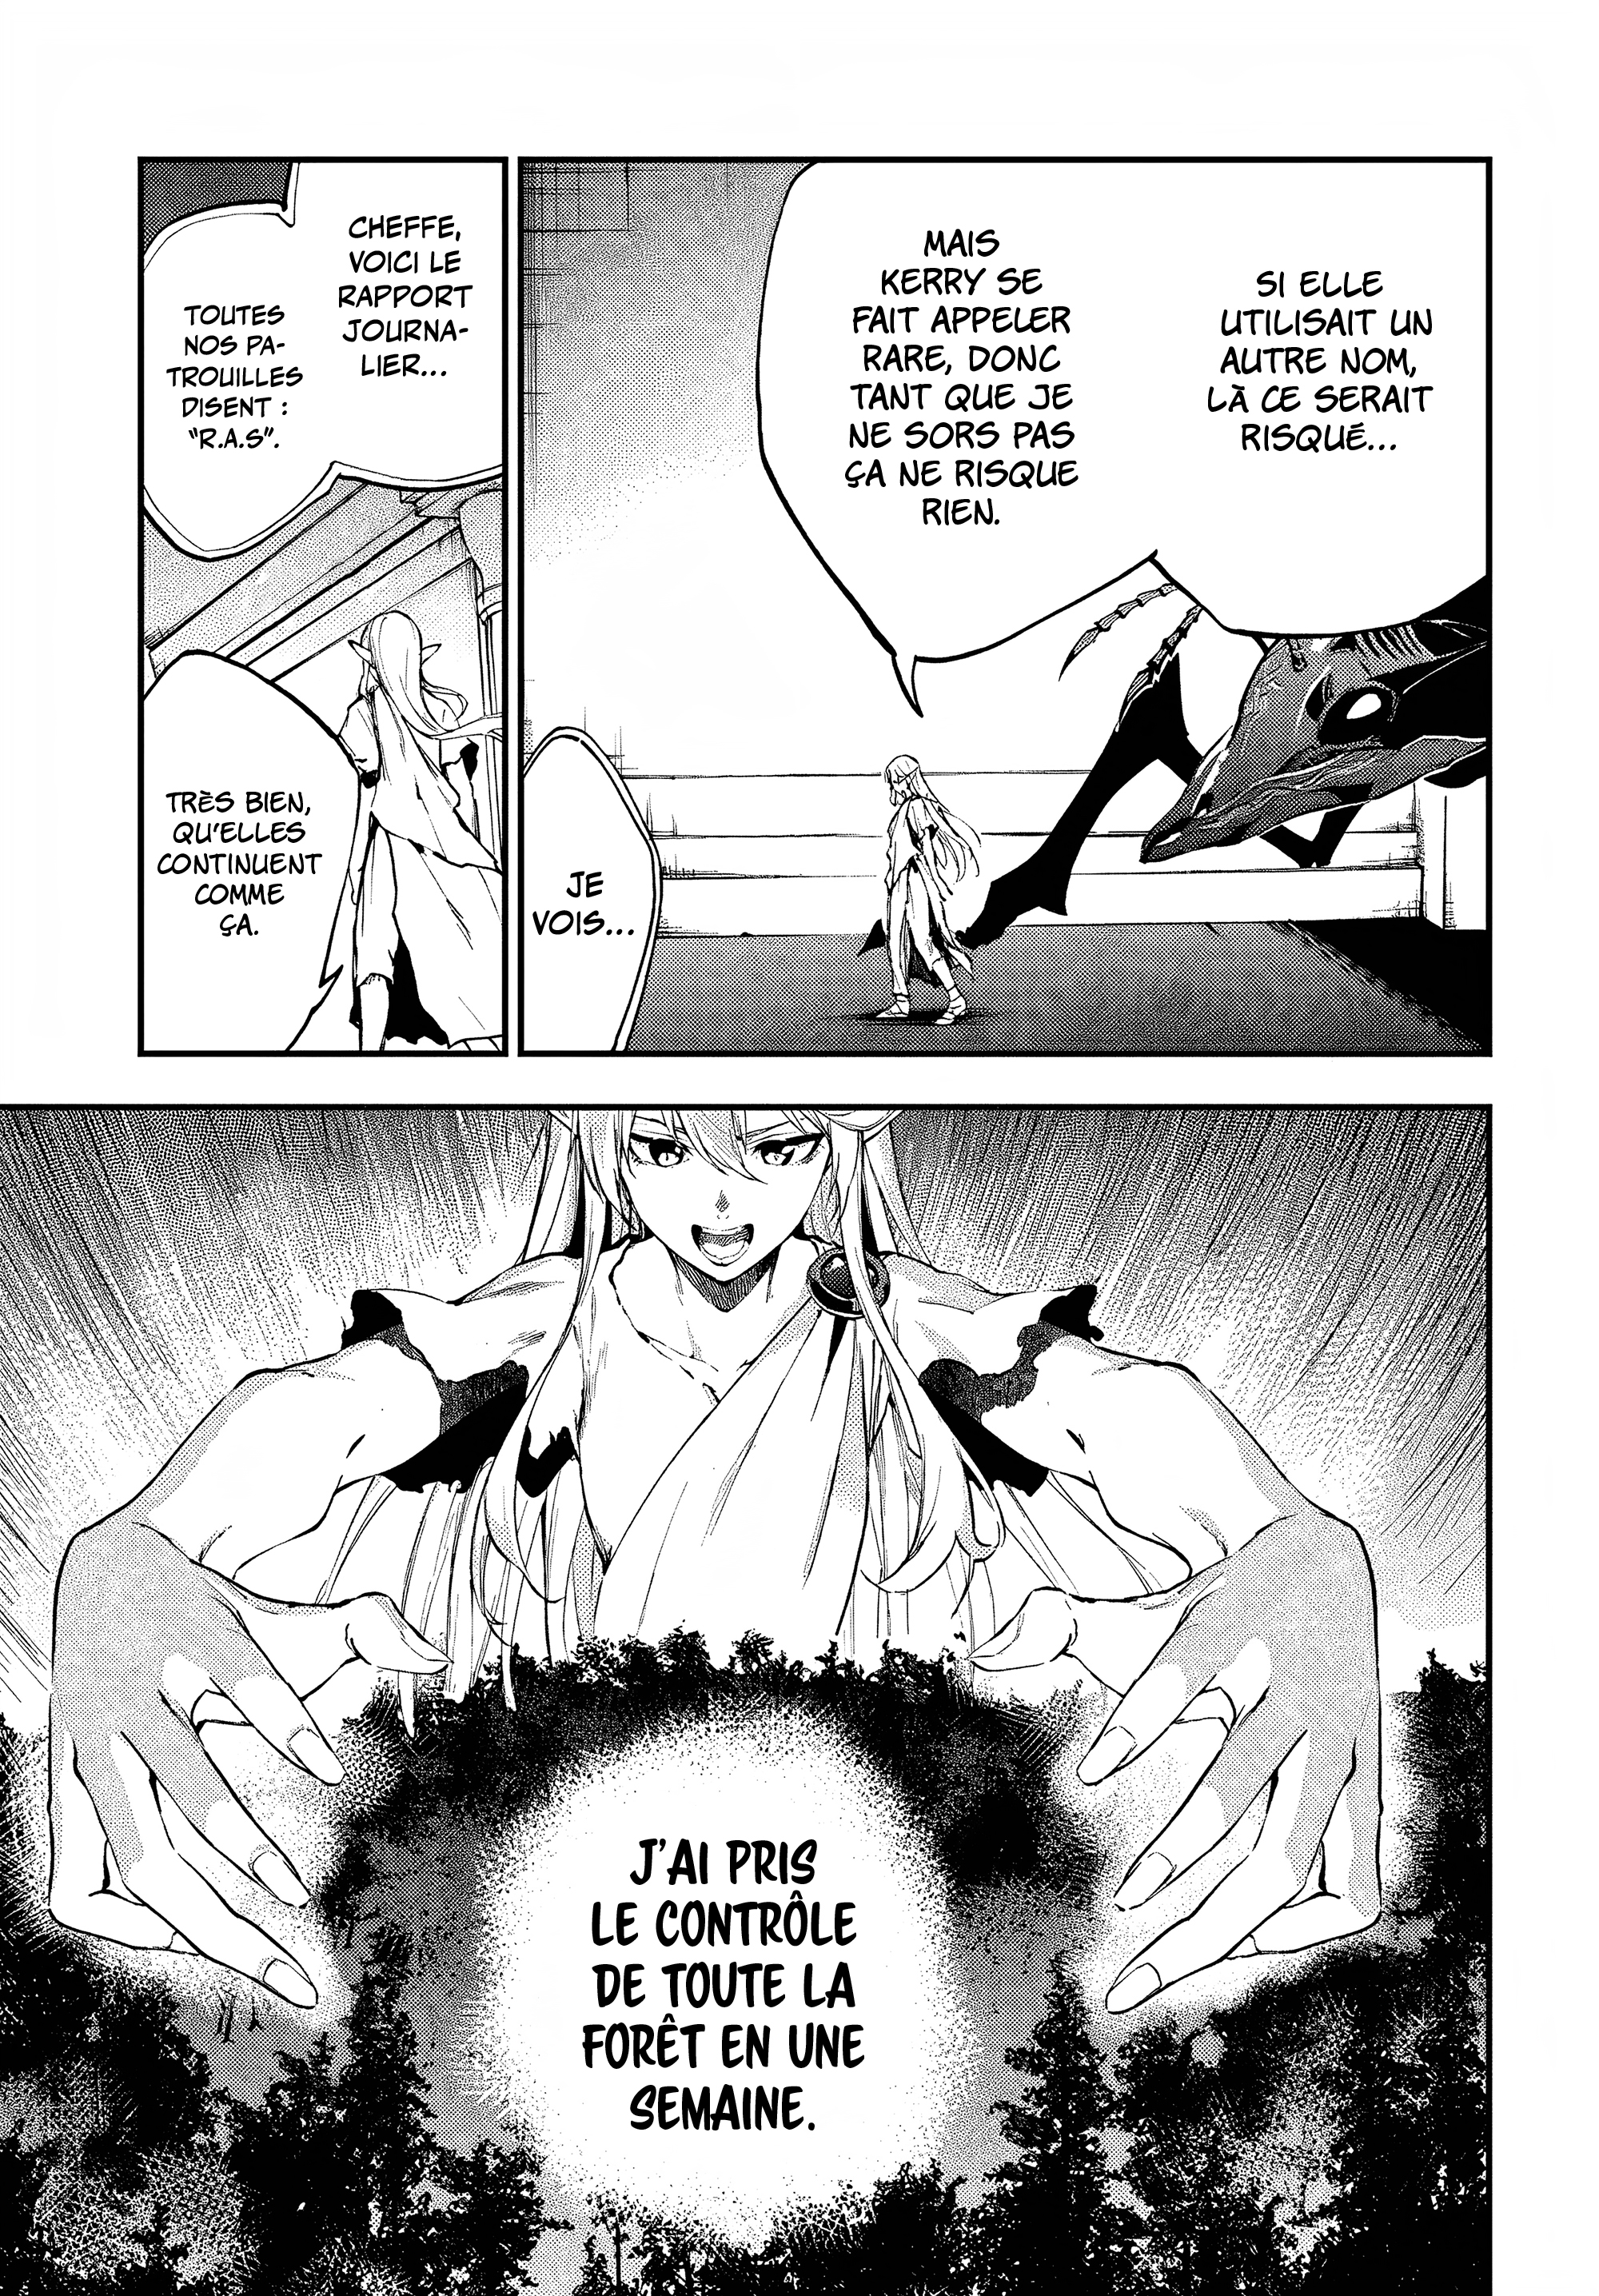 SI ELLE
UTILISAIT UN
AUTRE NOM,
LÀ CE SERAIT
RISQUÉ...
MAIS
KERRY SE
FAIT APPELER
RARE, DONC
TANT QUE JE
NE SORS PAS
ÇA NE RISQUE
RIEN.
JE
VOIS...
CHEFFE,
VOICI LE
RAPPORT
JOURNA-
LIER...
TOUTES
NOS PA-
TROUILLES
DISENT :
"R.A.S".
TRÈS BIEN,
QU'ELLES
CONTINUENT
COMME
ÇA.
J'AI PRIS
LE CONTRÔLE
DE TOUTE LA
FORÊT EN UNE
SEMAINE.